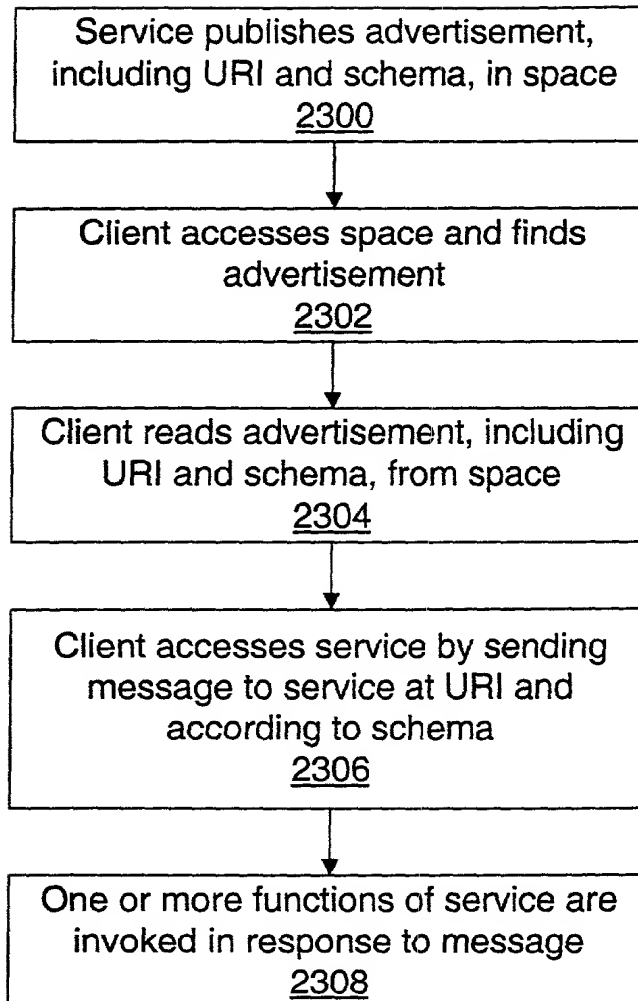 Service publishes advertisement,
including URI and schema, in space
2300
Client accesses space and finds
advertisement
2302
Client reads advertisement, including
URI and schema, from space
2304
Client accesses service by sending
message to service at URI and
according to schema
2306
One or more functions of service are
invoked in response to message
2308